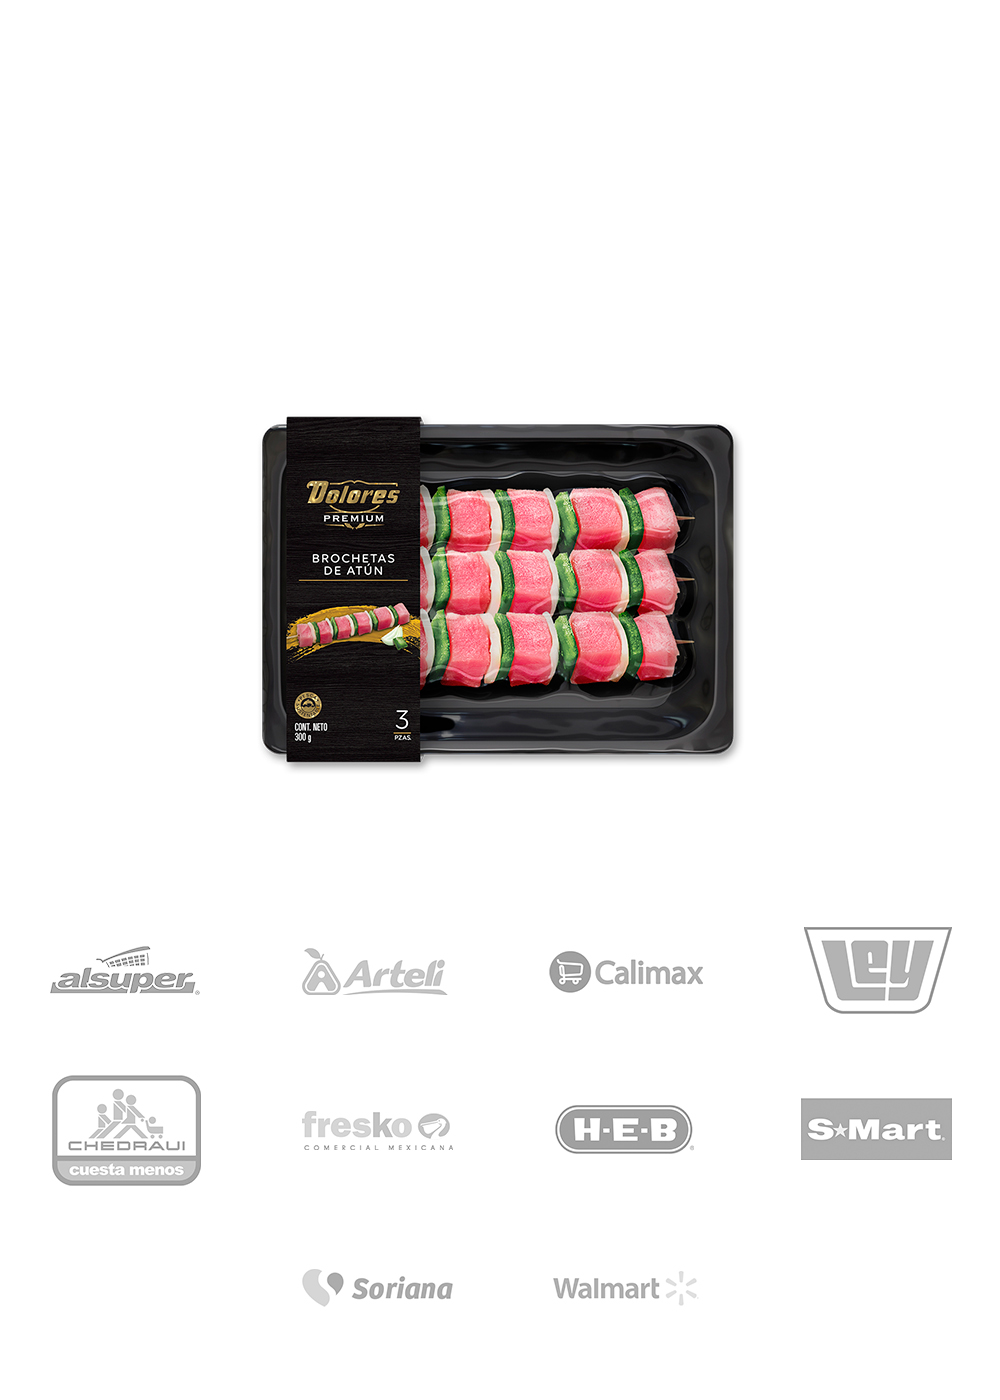 Dolores
PREMIUM
BROCHETAS
DE ATÚN
CONT. NETO
300 g
3
PZAS.
alsuper®
Arteli
Calimax
Ley
CHEDRAUI
cuesta menos
fresko
COMERCIAL MEXICANA
H-E-B®
S★Mart
Soriana
Walmart